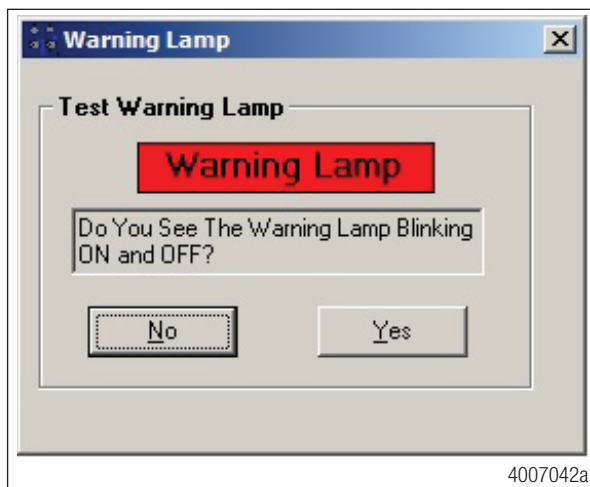 Warning Lamp
Test Warning Lamp
Warning Lamp
Do You See The Warning Lamp Blinking
ON and OFF?
No
Yes
4007042a